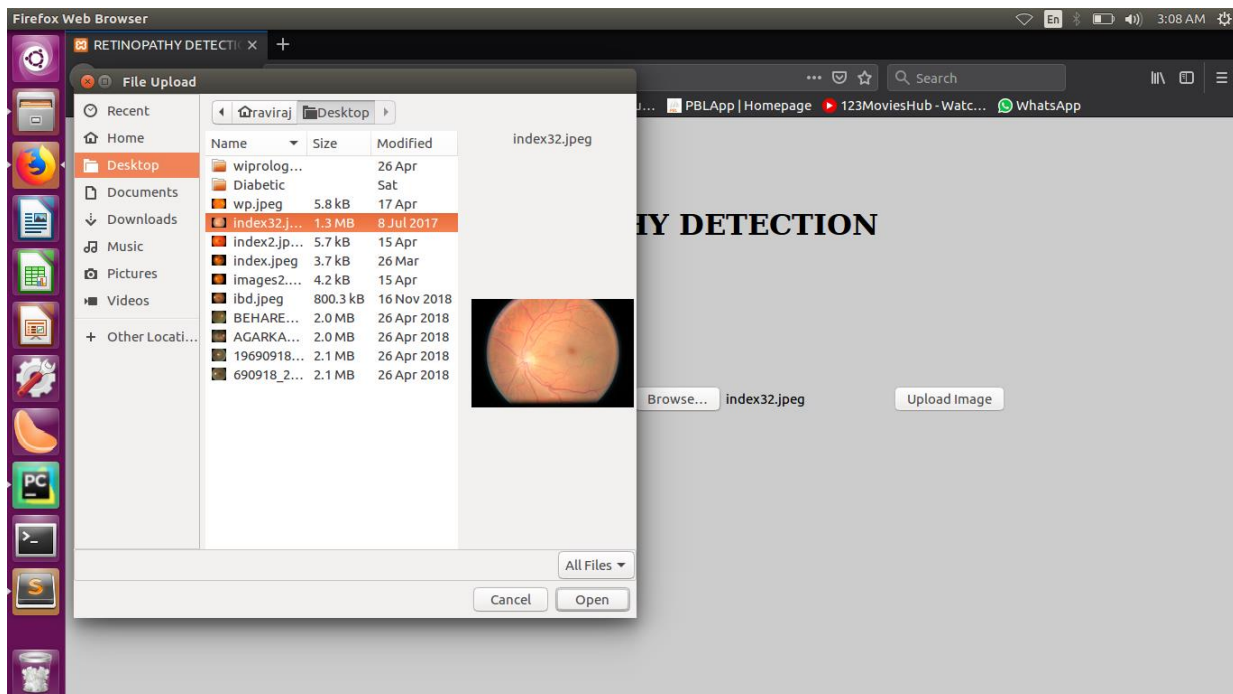 Firefox Web Browser
En
3:08 AM
RETINOPATHY DETECTI
File Upload
Search
Recent
raviraj
Desktop
PBLApp | Homepage
123MoviesHub - Watc...
WhatsApp
Home
Name
Size
Modified
index32.jpeg
Desktop
wiprolog...
26 Apr
Documents
Diabetic
Sat
Downloads
wp.jpeg
5.8 kB
17 Apr
Music
index32.j...
1.3 MB
8 Jul 2017
Pictures
index2.jp...
5.7 kB
15 Apr
Videos
index.jpeg
3.7 kB
26 Mar
Other Locati...
images2....
4.2 kB
15 Apr
ibd.jpeg
800.3 kB
16 Nov 2018
BEHARE...
2.0 MB
26 Apr 2018
AGARKA...
2.0 MB
26 Apr 2018
19690918...
2.1 MB
26 Apr 2018
690918_2...
2.1 MB
26 Apr 2018
HY DETECTION
Browse...
index32.jpeg
Upload Image
PC
S
All Files
Cancel
Open